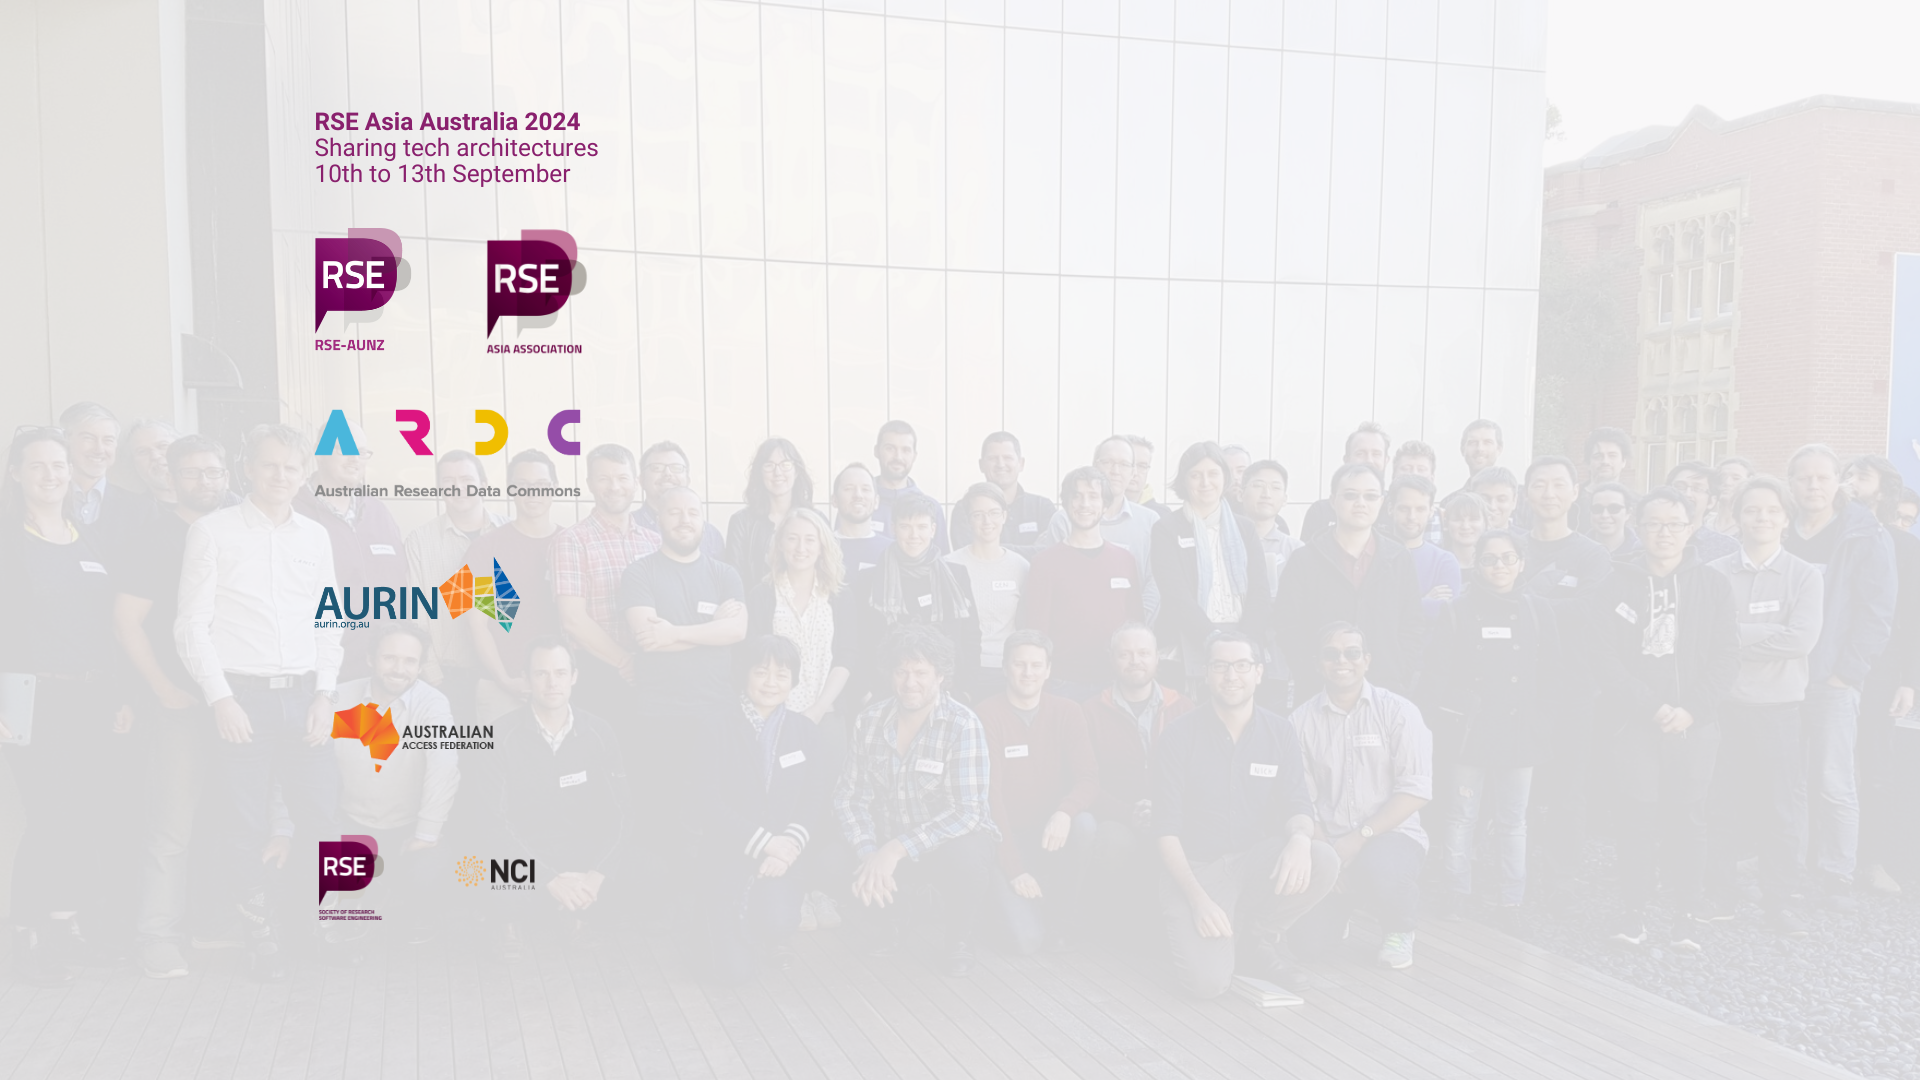 RSE Asia Australia 2024
Sharing tech architectures
10th to 13th September
RSE
RSE-AUNZ
RSE
ASIA ASSOCIATION
ARDC
Australian Research Data Commons
AURIN
aurin.org.au
AUSTRALIAN
ACCESS FEDERATION
RSE
SOCIETY OF RESEARCH
SOFTWARE ENGINEERING
NCI
AUSTRALIA